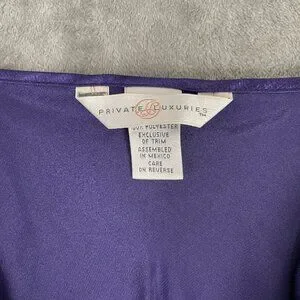 PRIVATE LUXURIES ™
100% POLYESTER
EXCLUSIVE
OF TRIM
ASSEMBLED
IN MEXICO
CARE
ON REVERSE